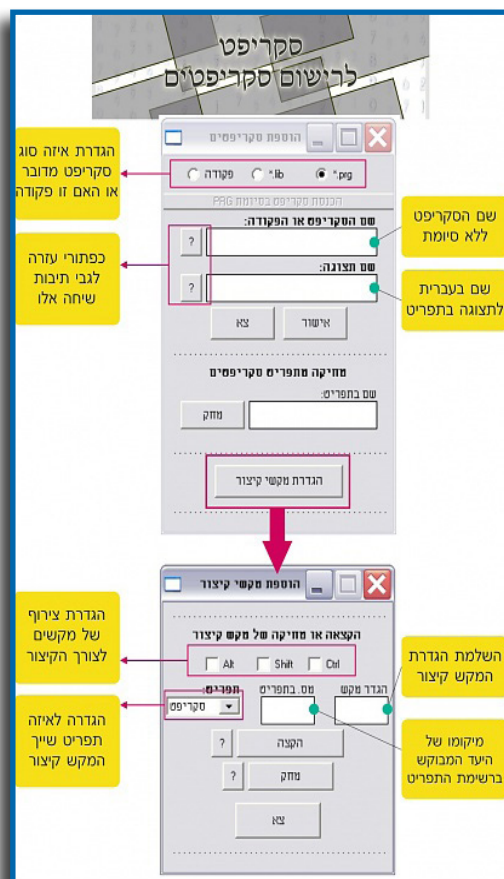 סקריפט
לרישום סקריפטים
הוספת סקריפטים
הגדרת איזה סוג
סקריפט מדובר
או האם זו פקודה
*.prg
*.lib
פקודה
הכנסת סקריפט בסיומת PRG
שם הסקריפט או הפקודה:
?
שם הסקריפט
ללא סיומת
כפתורי עזרה
לגבי תיבות
שיחה אלו
שם תצוגה:
?
שם בעברית
לתצוגה בתפריט
אישור
צא
מחיקה מתפריט סקריפטים
שם בתפריט:
מחק
הגדרת מקשי קיצור
הוספת מקשי קיצור
הגדרת צירוף
של מקשים
לצורך הקיצור
הקצאה או מחיקה של מקש קיצור
Alt
Shift
Ctrl
השלמת הגדרת
המקש קיצור
הגדר מקש
מס. בתפריט
תפריט:
סקריפט
הגדרה לאיזה
תפריט שייך
המקש קיצור
מיקומו של
היעד המבוקש
ברשימת התפריט
הקצה
?
מחק
?
צא